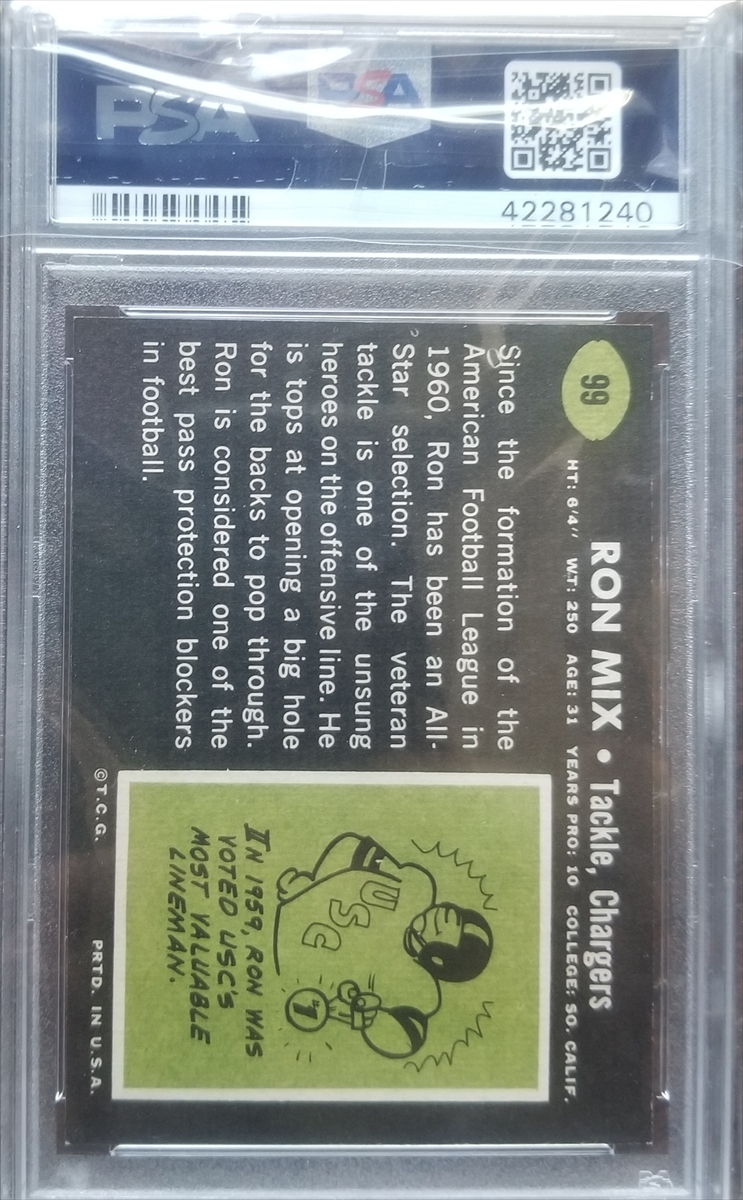 PSA
PSA
42281240
99
RON MIX • Tackle, Chargers
HT: 6'4" WT: 250 AGE: 31 YEARS PRO: 10 COLLEGE: SO. CALIF.
Since the formation of the
American Football League in
1960, Ron has been an All-
Star selection. The veteran
tackle is one of the unsung
heroes on the offensive line. He
is tops at opening a big hole
for the backs to pop through.
Ron is considered one of the
best pass protection blockers
in football.
USC
#1
IN 1959, RON WAS
VOTED USC'S
MOST VALUABLE
LINEMAN.
©T.C.G.
PRTD. IN U.S.A.